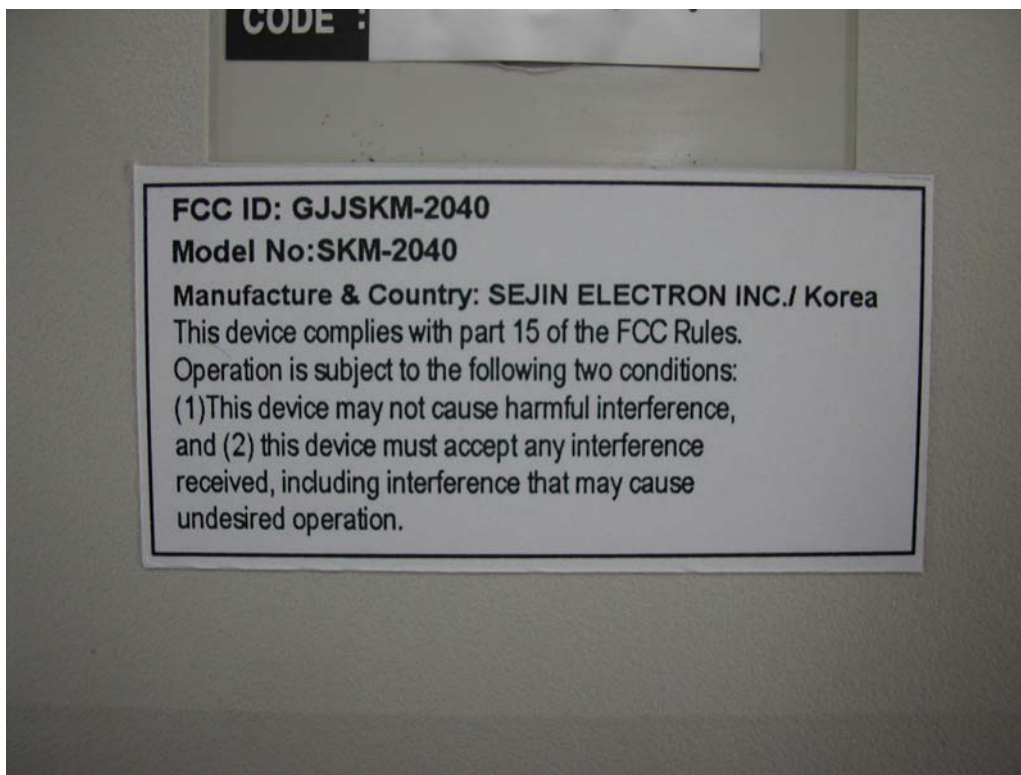 CODE :
FCC ID: GJJSKM-2040
Model No:SKM-2040
Manufacture & Country: SEJIN ELECTRON INC./ Korea
This device complies with part 15 of the FCC Rules.
Operation is subject to the following two conditions:
(1)This device may not cause harmful interference,
and (2) this device must accept any interference
received, including interference that may cause
undesired operation.